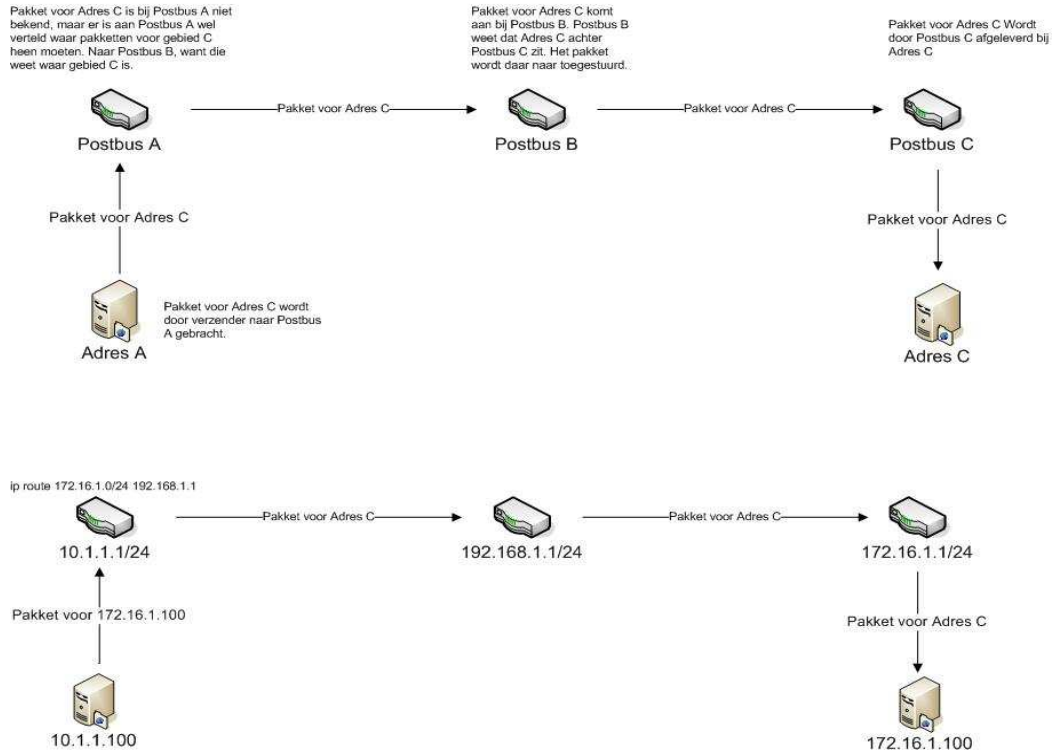 Pakket voor Adres C is bij Postbus A niet
bekend, maar er is aan Postbus A wel
verteld waar pakketten voor gebied C
heen moeten. Naar Postbus B, want die
weet waar gebied C is.
Pakket voor Adres C komt
aan bij Postbus B. Postbus B
weet dat Adres C achter
Postbus C zit. Het pakket
wordt daar naar toegestuurd.
Pakket voor Adres C Wordt
door Postbus C afgeleverd bij
Adres C
Pakket voor Adres C
Pakket voor Adres C
Postbus A
Postbus B
Postbus C
Pakket voor Adres C
Pakket voor Adres C
Pakket voor Adres C wordt
door verzender naar Postbus
A gebracht.
Adres A
Adres C
ip route 172.16.1.0/24 192.168.1.1
Pakket voor Adres C
Pakket voor Adres C
10.1.1.1/24
192.168.1.1/24
172.16.1.1/24
Pakket voor 172.16.1.100
Pakket voor Adres C
10.1.1.100
172.16.1.100